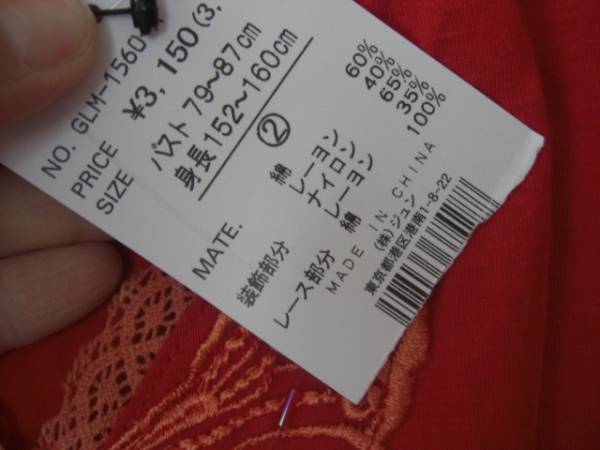 NO. GLM-1560
PRICE ¥3,150(3,
SIZE バスト 79~87cm
身長152~160cm
②
MATE. 綿 60%
レーヨン 40%
装飾部分 ナイロン 65%
レーヨン 35%
レース部分 綿 100%
MADE IN CHINA
(株)ジュン
東京都港区港南1-8-22